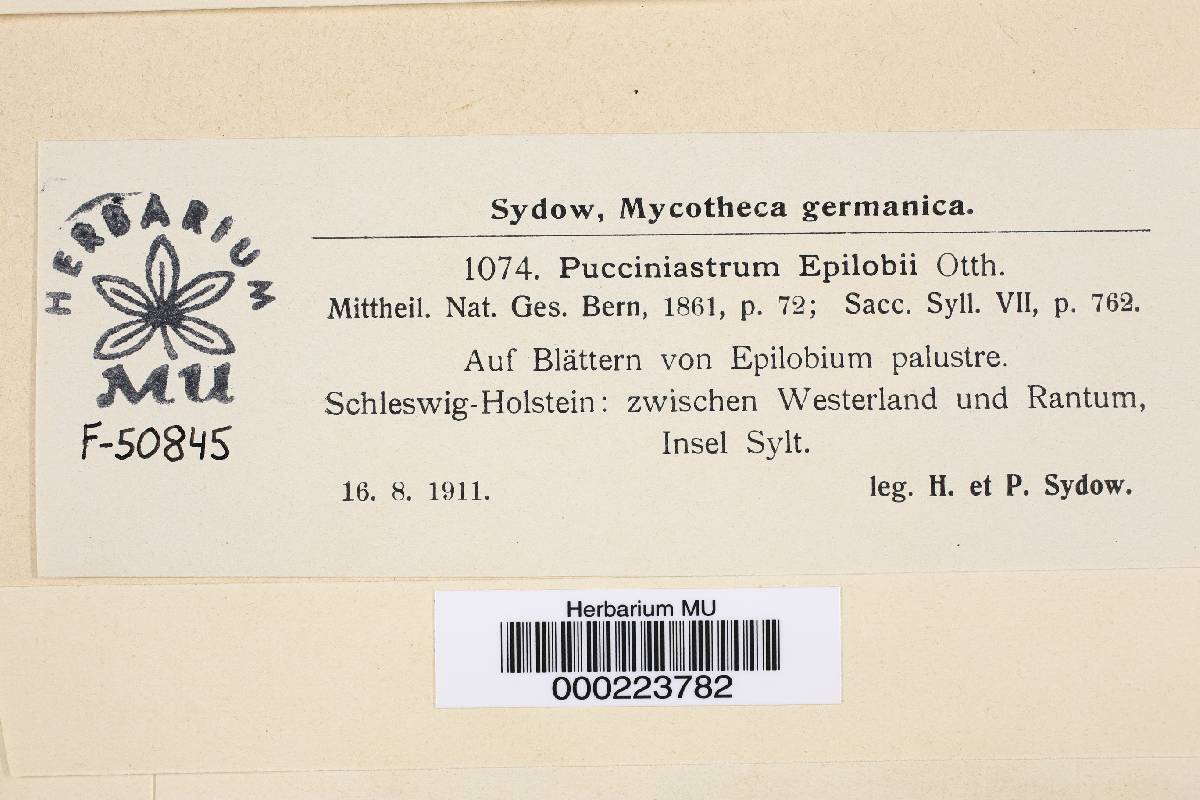 Sydow, Mycotheca germanica.
1074. Pucciniastrum Epilobii Otth.
Mittheil. Nat. Ges. Bern, 1861, p. 72; Sacc. Syll. VII, p. 762.
Auf Blättern von Epilobium palustre.
Schleswig-Holstein: zwischen Westerland und Rantum,
Insel Sylt.
16. 8. 1911. leg. H. et P. Sydow.
HERBARIUM
MU
F-50845
Herbarium MU
000223782